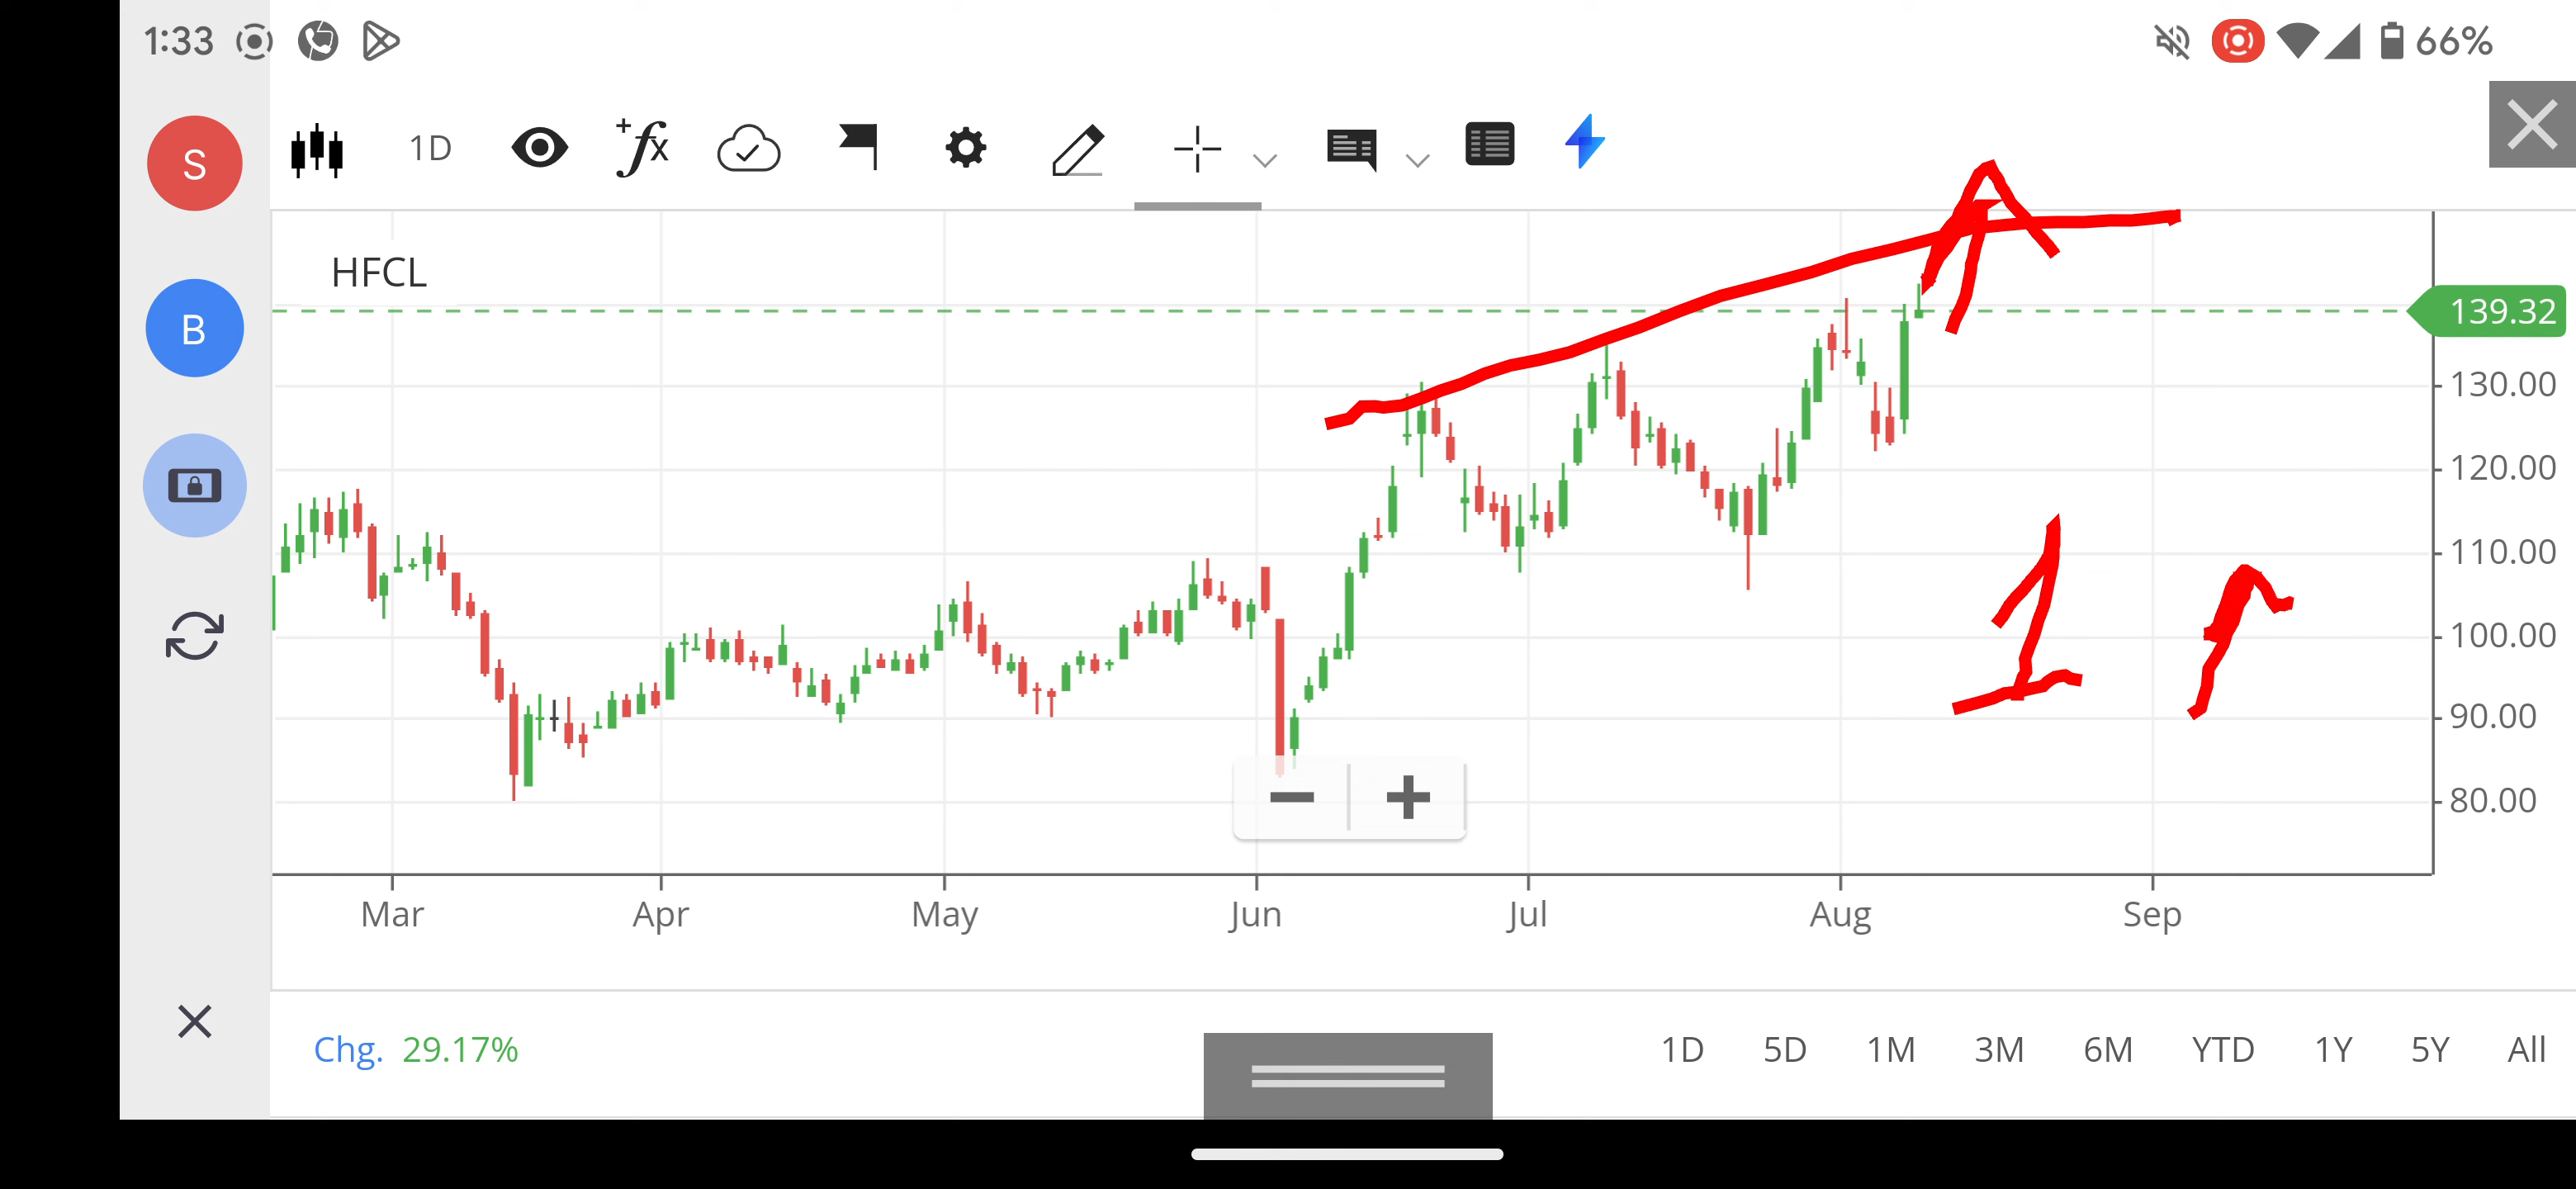 1:33 66%
S
B
1D
HFCL
139.32
130.00
120.00
110.00
100.00
90.00
80.00
1
Mar Apr May Jun Jul Aug Sep
Chg. 29.17% 1D 5D 1M 3M 6M YTD 1Y 5Y All